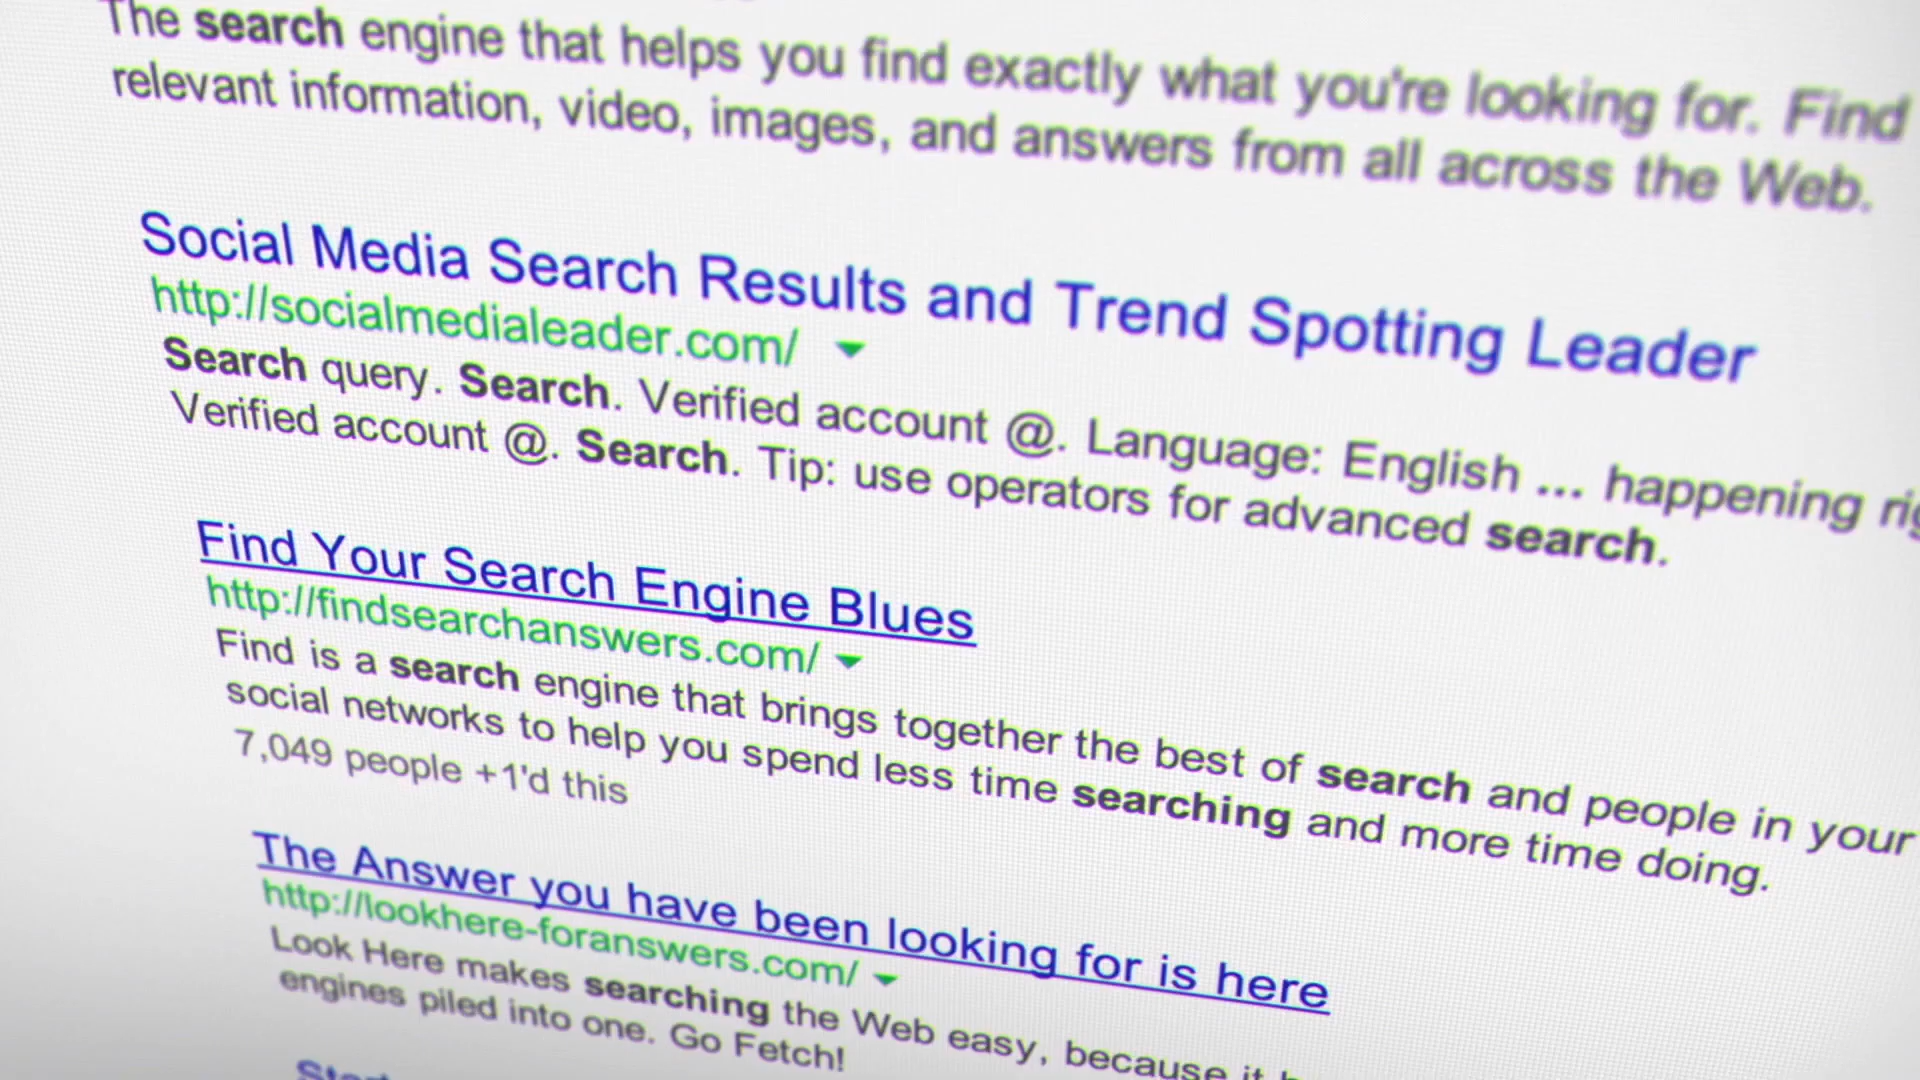 The search engine that helps you find exactly what you're looking for. Find
relevant information, video, images, and answers from all across the Web.
Social Media Search Results and Trend Spotting Leader
http://socialmedialeader.com/
Search query. Search. Verified account @. Language: English ... happening
Verified account @. Search. Tip: use operators for advanced search.
Find Your Search Engine Blues
http://findsearchanswers.com/
Find is a search engine that brings together the best of search and people in your
social networks to help you spend less time searching and more time doing.
7,049 people +1'd this
The Answer you have been looking for is here
http://lookhere-foranswers.com/
Look Here makes searching the Web easy, because it
engines piled into one. Go Fetch!